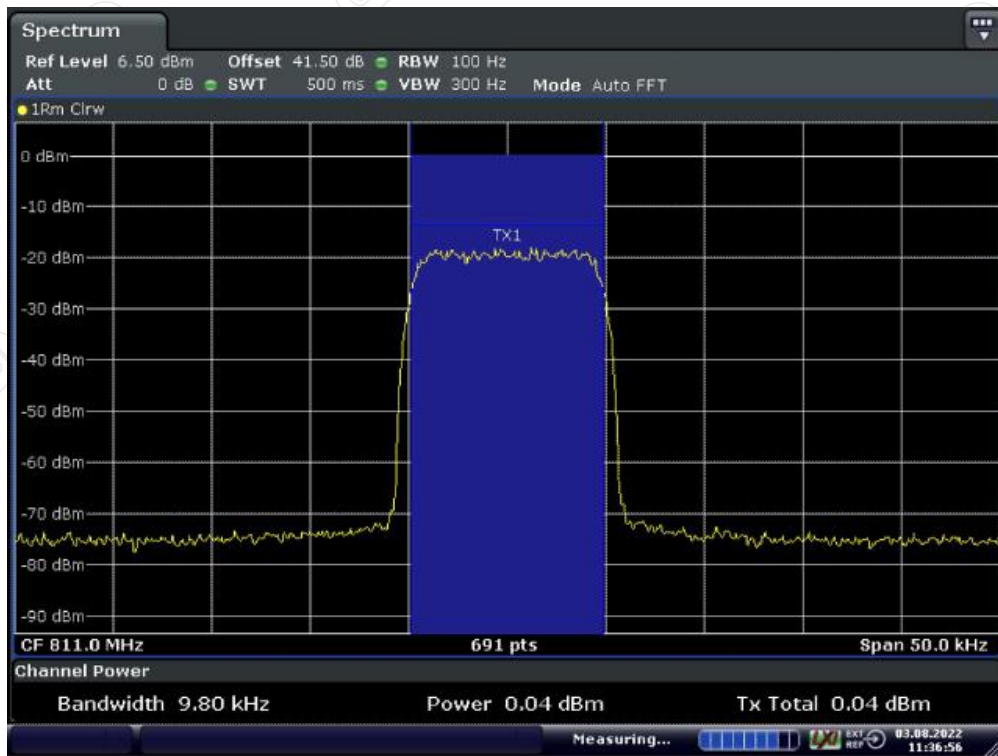 Spectrum
Ref Level 6.50 dBm Offset 41.50 dB RBW 100 Hz
Att 0 dB SWT 500 ms VBW 300 Hz Mode Auto FFT
1Rm Clrw
0 dBm
-10 dBm
TX1
-20 dBm
-30 dBm
-40 dBm
-50 dBm
-60 dBm
-70 dBm
-80 dBm
-90 dBm
CF 811.0 MHz 691 pts Span 50.0 kHz
Channel Power
Bandwidth 9.80 kHz Power 0.04 dBm Tx Total 0.04 dBm
Measuring... LXI EXT REF 03.08.2022
11:36:56